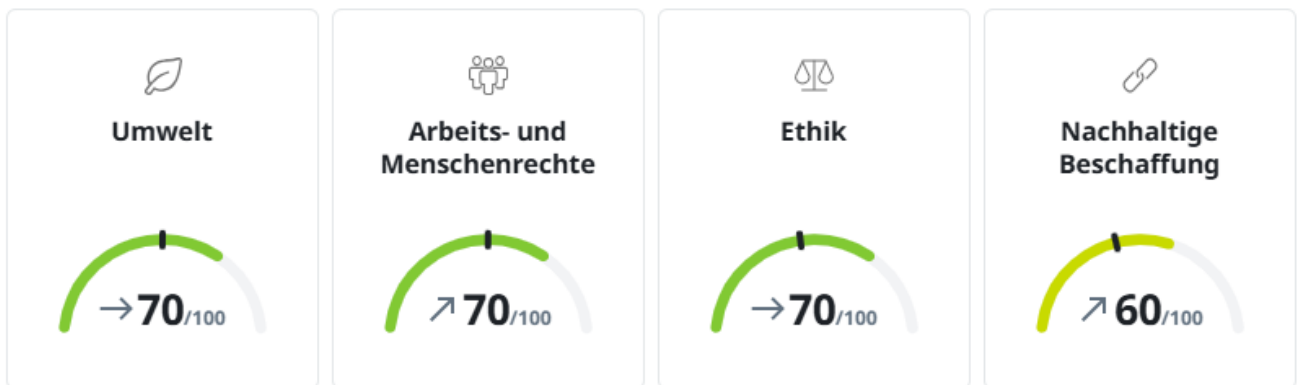 Umwelt
Arbeits- und
Menschenrechte
Ethik
Nachhaltige
Beschaffung
→70/100
↗70/100
→70/100
↗60/100